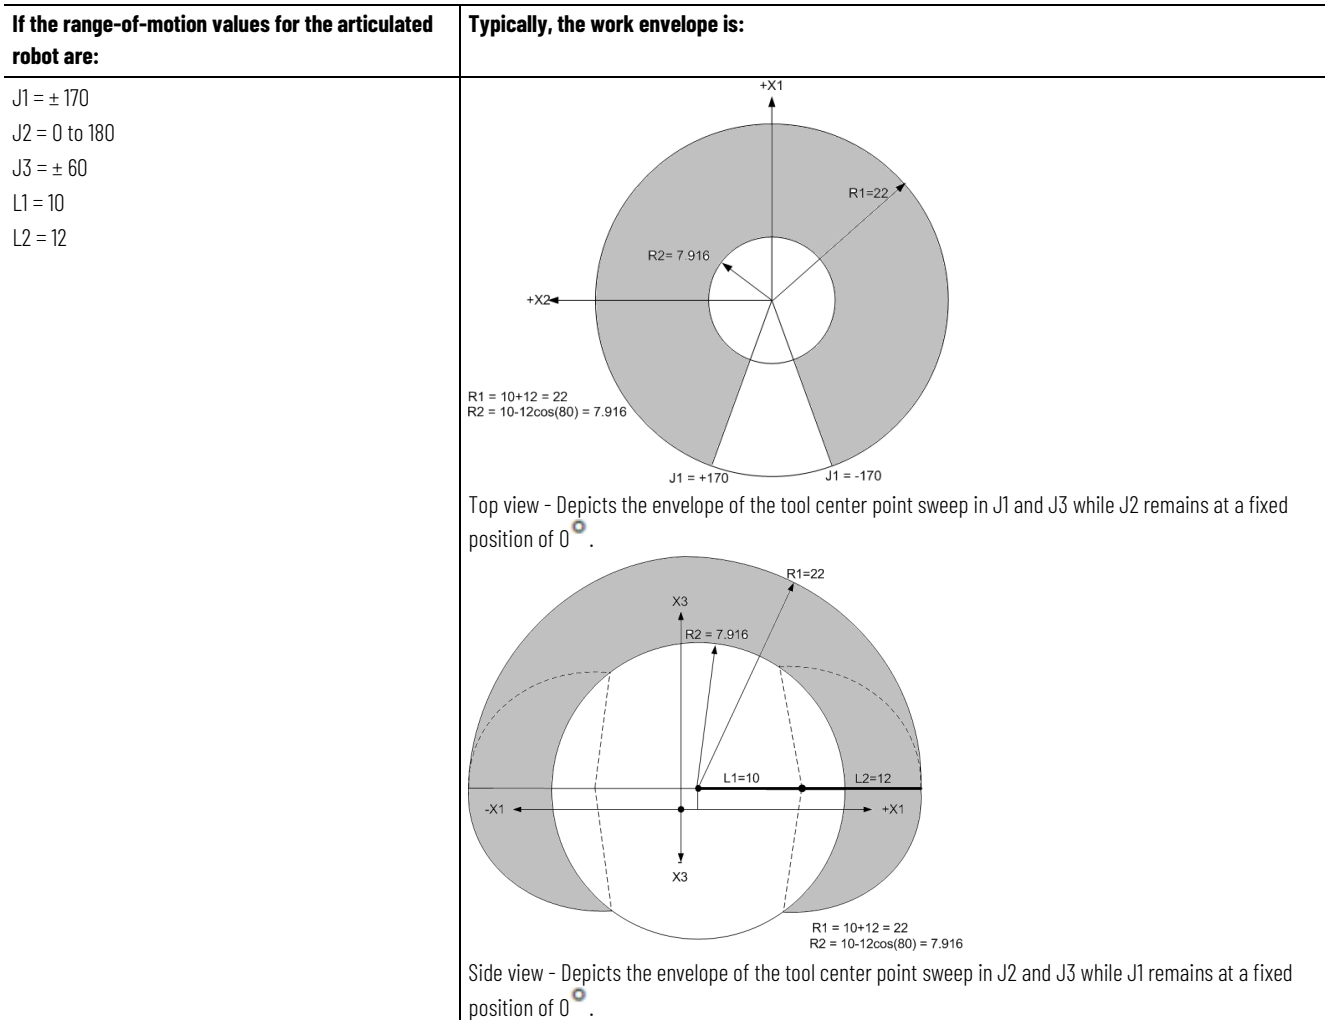 If the range-of-motion values for the articulated
robot are:
Typically, the work envelope is:
J1 = ± 170
J2 = 0 to 180
J3 = ± 60
L1 = 10
L2 = 12
+X1
R1=22
R2= 7.916
+X2
R1 = 10+12 = 22
R2 = 10-12cos(80) = 7.916
J1 = +170
J1 = -170
Top view - Depicts the envelope of the tool center point sweep in J1 and J3 while J2 remains at a fixed
position of 0°.
R1=22
X3
R2 = 7.916
L1=10
L2=12
-X1
+X1
-
X3
R1 = 10+12 = 22
R2 = 10-12cos(80) = 7.916
Side view - Depicts the envelope of the tool center point sweep in J2 and J3 while J1 remains at a fixed
position of 0°.